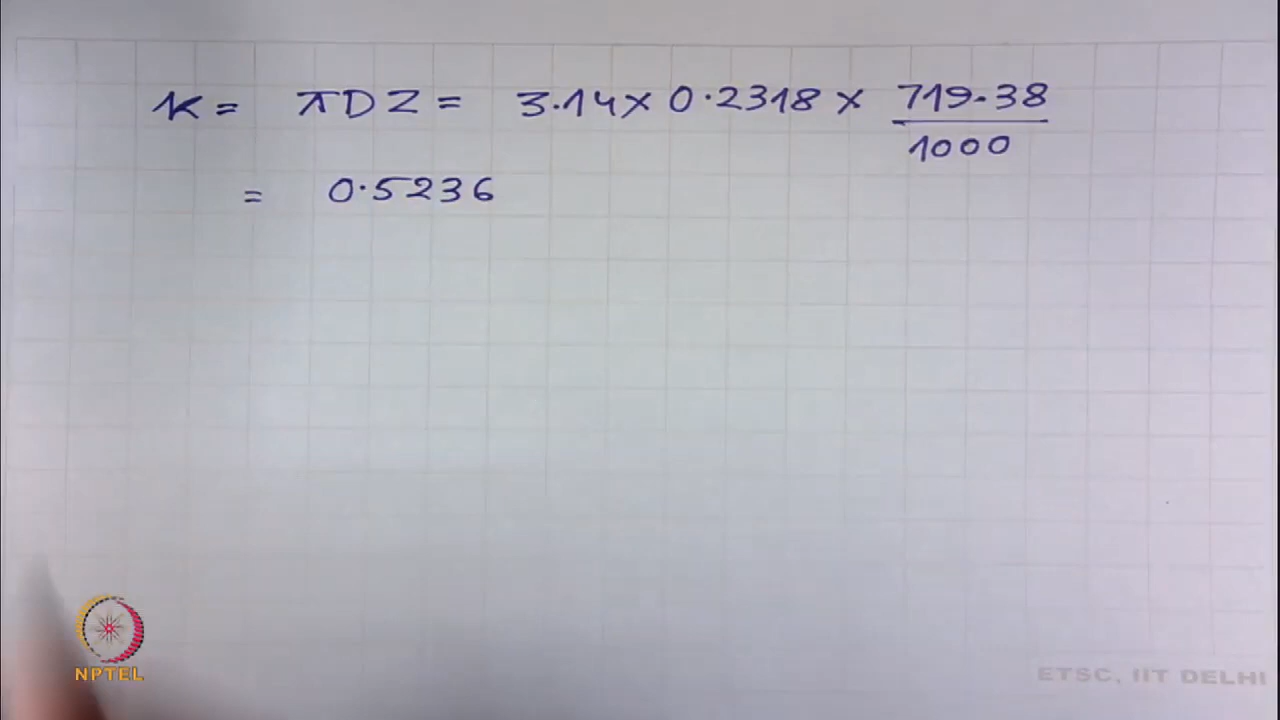 K = πDZ = 3.14 × 0.2318 × 719.38
1000
= 0.5236
NPTEL
ETSC, IIT DELHI